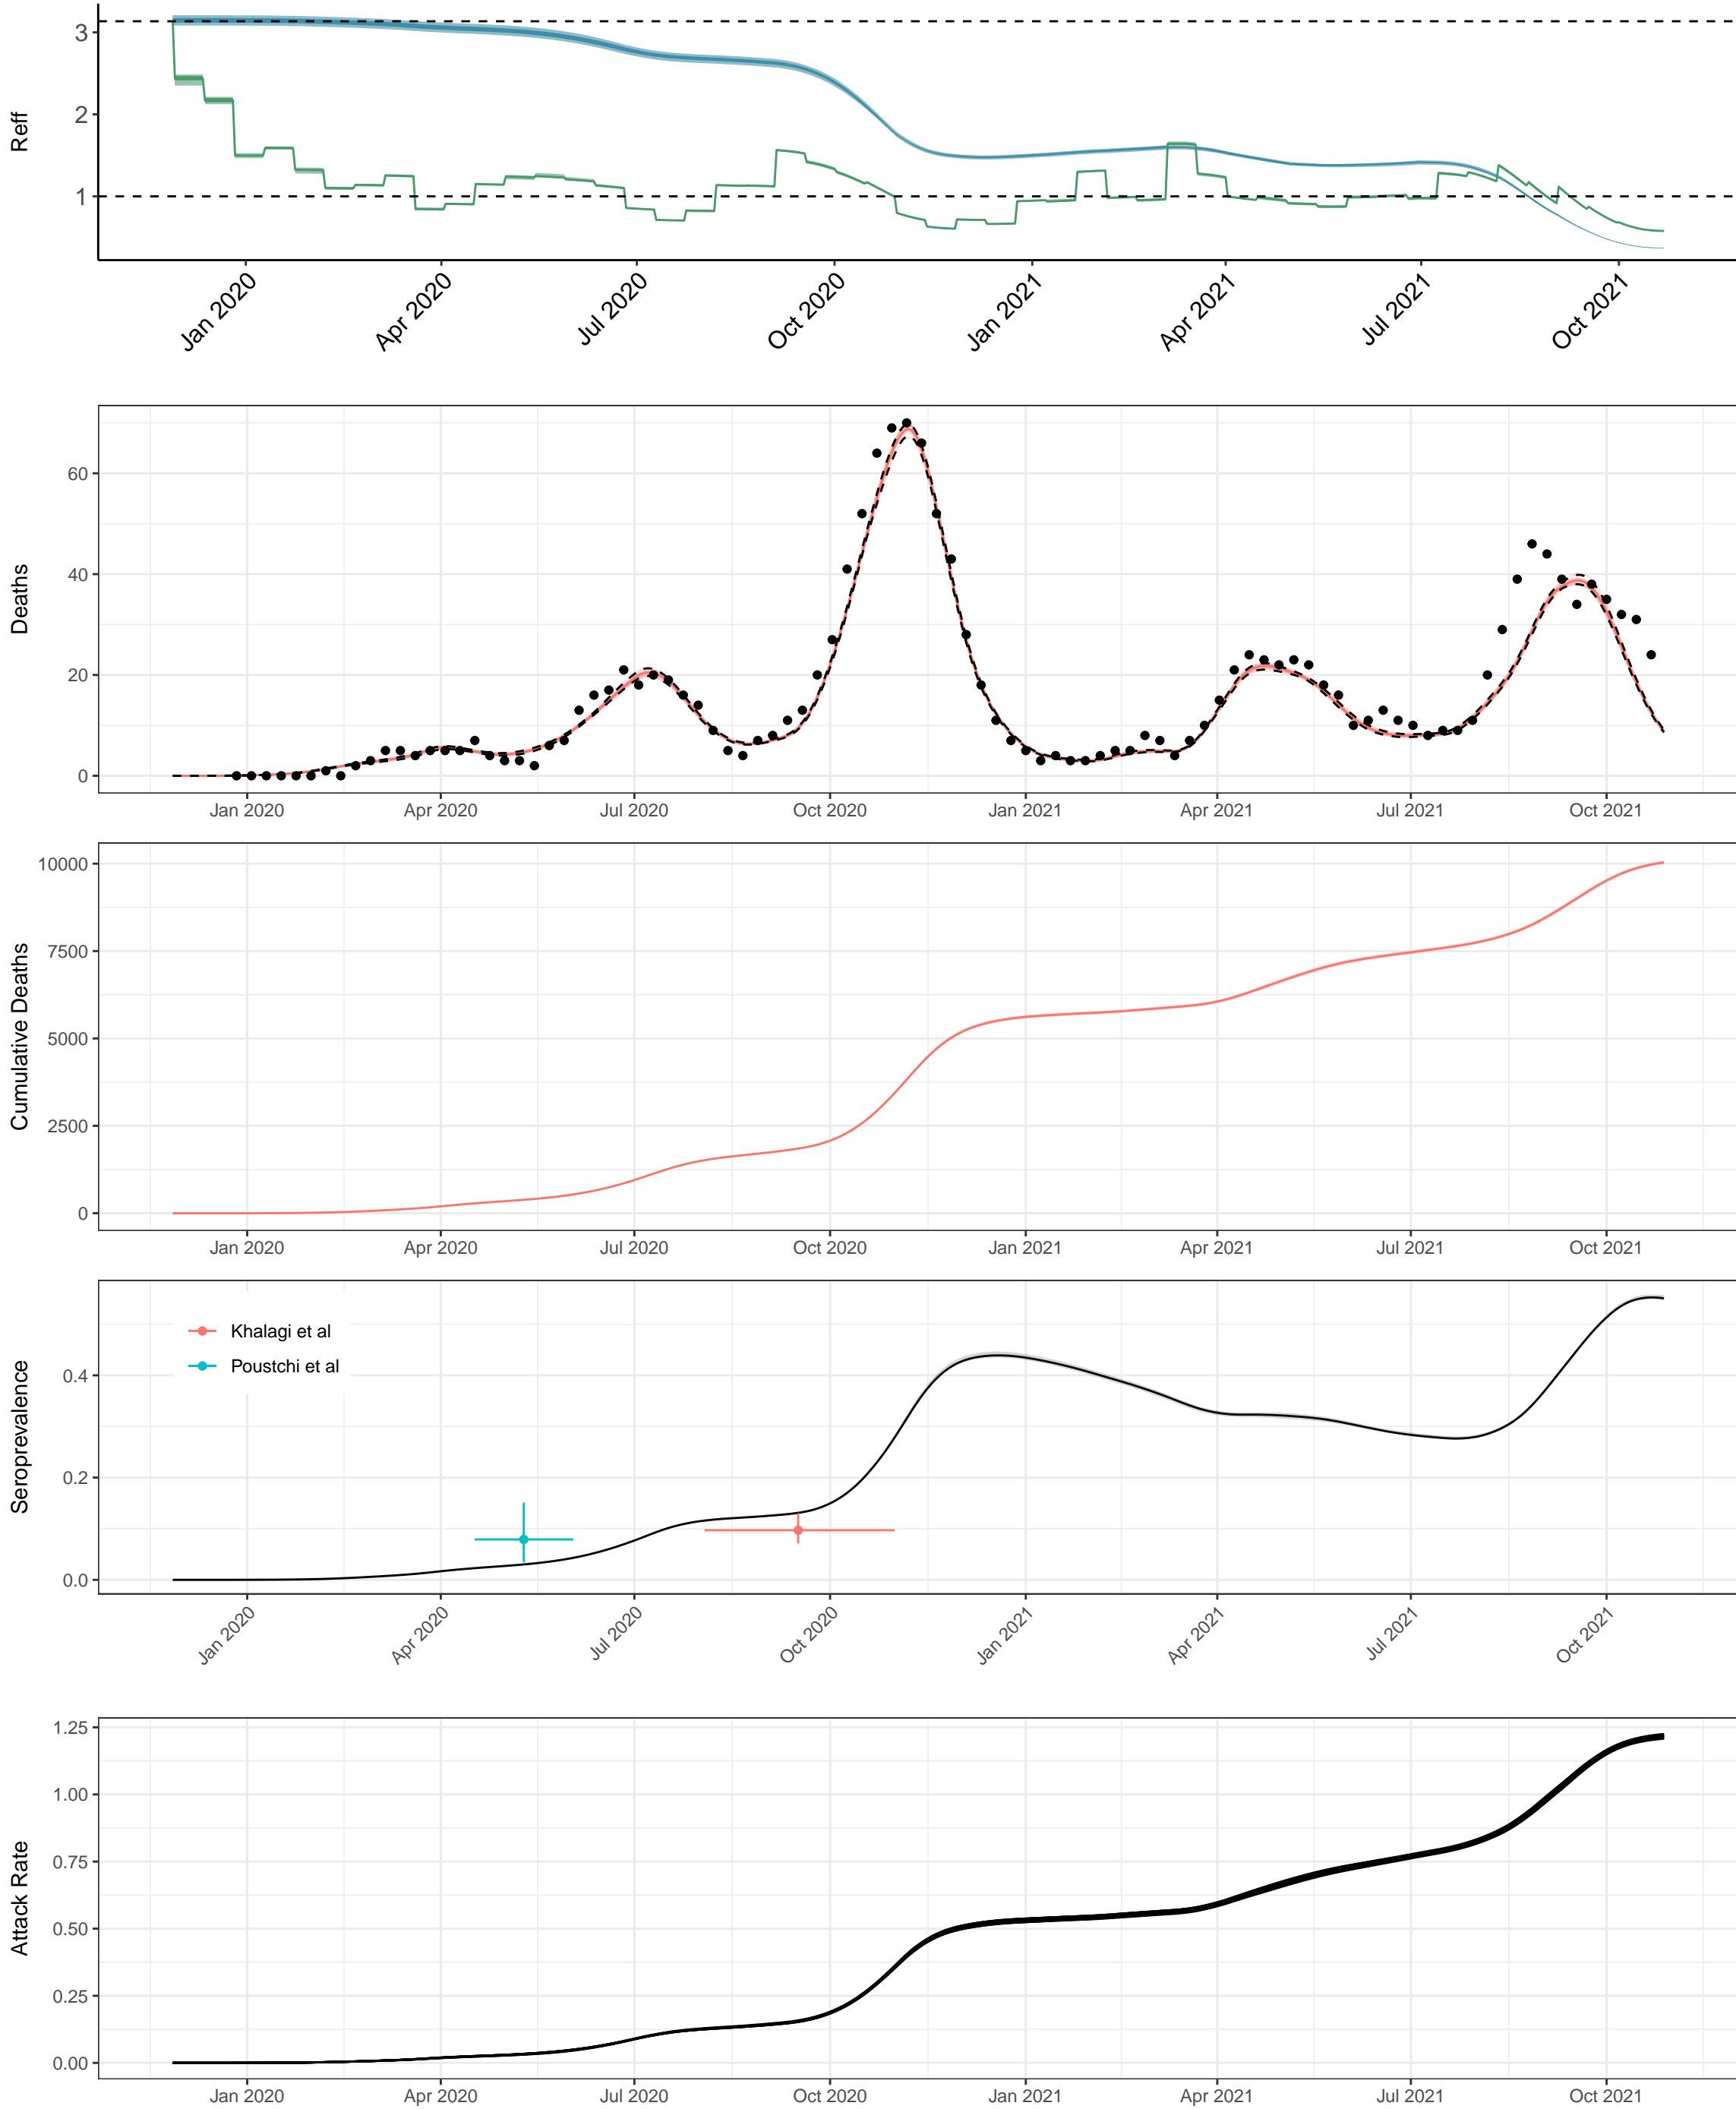 Reff
3
2
1
Jan 2020 Apr 2020 Jul 2020 Oct 2020 Jan 2021 Apr 2021 Jul 2021 Oct 2021
Deaths
60
40
20
0
Jan 2020 Apr 2020 Jul 2020 Oct 2020 Jan 2021 Apr 2021 Jul 2021 Oct 2021
Cumulative Deaths
10000
7500
5000
2500
0
Jan 2020 Apr 2020 Jul 2020 Oct 2020 Jan 2021 Apr 2021 Jul 2021 Oct 2021
Seroprevalence
Khalagi et al
Poustchi et al
0.4
0.2
0.0
Jan 2020 Apr 2020 Jul 2020 Oct 2020 Jan 2021 Apr 2021 Jul 2021 Oct 2021
Attack Rate
1.25
1.00
0.75
0.50
0.25
0.00
Jan 2020 Apr 2020 Jul 2020 Oct 2020 Jan 2021 Apr 2021 Jul 2021 Oct 2021